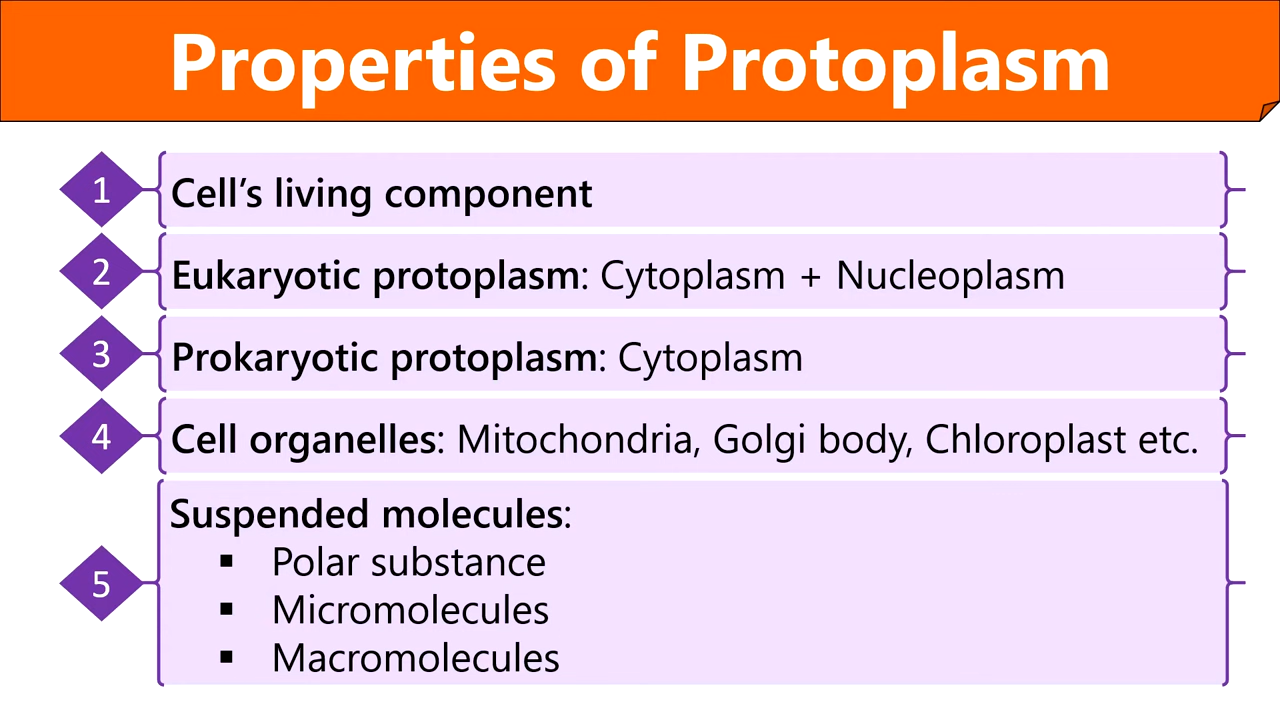 Properties of Protoplasm
1 Cell’s living component
2 Eukaryotic protoplasm: Cytoplasm + Nucleoplasm
3 Prokaryotic protoplasm: Cytoplasm
4 Cell organelles: Mitochondria, Golgi body, Chloroplast etc.
5 Suspended molecules:
▪ Polar substance
▪ Micromolecules
▪ Macromolecules